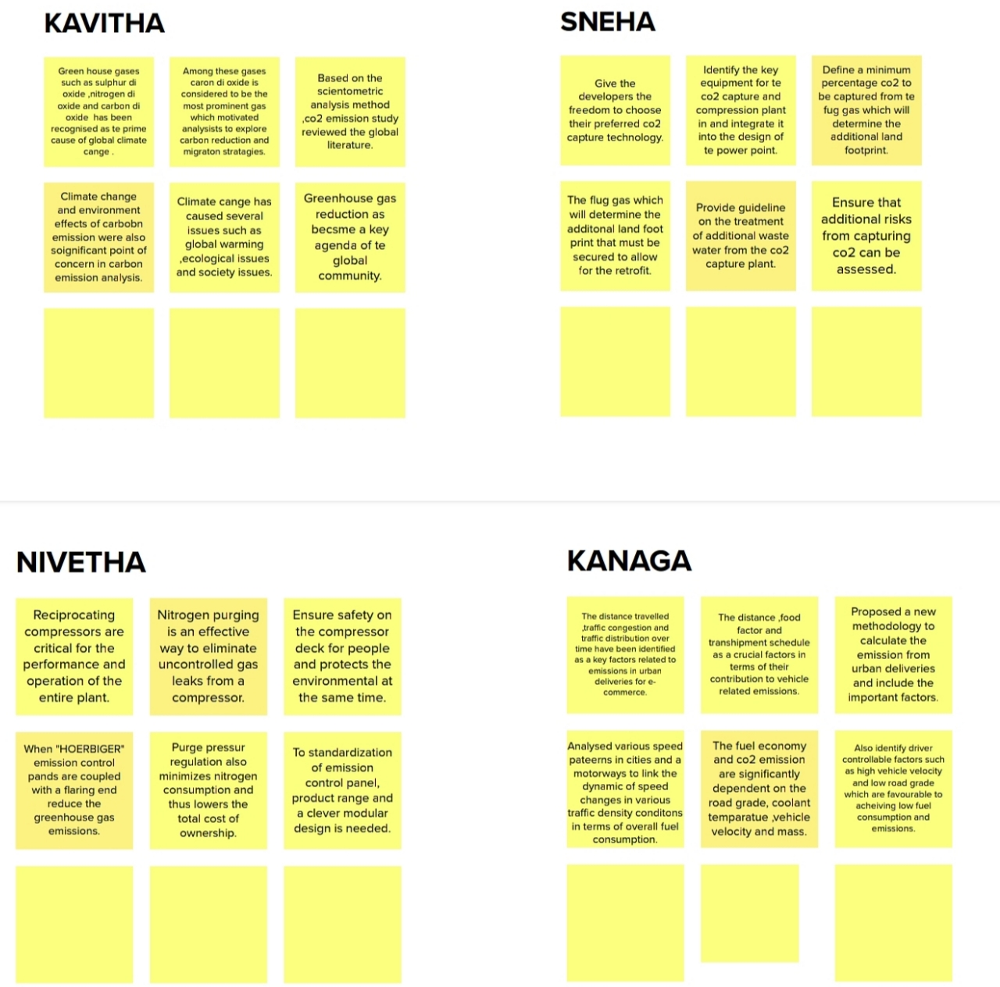 KAVITHA
Green house gases
such as sulphur di
oxide ,nitrogen di
oxide and carbon di
oxide  has been
recognised as te prime
cause of global climate
cange .
Among these gases
caron di oxide is
considered to be the
most prominent gas
which motivated
analysists to explore
carbon reduction and
migraton stratagies.
Based on the
scientometric
analysis method
,co2 emission study
reviewed the global
literature.
Climate change
and environment
effects of carbobn
emission were also
soignificant point of
concern in carbon
emission analysis.
Climate cange has
caused several
issues such as
global warming
,ecological issues
and society issues.
Greenhouse gas
reduction as
becsme a key
agenda of te
global
community.
SNEHA
Give the
developers the
freedom to choose
their preferred co2
capture technology.
Identify the key
equipment for te
co2 capture and
compression plant
in and integrate it
into the design of
te power point.
Define a minimum
percentage co2 to
be captured from te
fug gas which will
determine the
additional land
footprint.
The flug gas which
will determine the
additonal land foot
print that must be
secured to allow
for the retrofit.
Provide guideline
on the treatment
of additional waste
water from the co2
capture plant.
Ensure that
additional risks
from capturing
co2 can be
assessed.
NIVETHA
Reciprocating
compressors are
critical for the
performance and
operation of the
entire plant.
Nitrogen purging
is an effective
way to eliminate
uncontrolled gas
leaks from a
compressor.
Ensure safety on
the compressor
deck for people
and protects the
environmental at
the same time.
When "HOERBIGER"
emission control
pands are coupled
with a flaring end
reduce the
greenhouse gas
emissions.
Purge pressur
regulation also
minimizes nitrogen
consumption and
thus lowers the
total cost of
ownership.
To standardization
of emission
control panel,
product range and
a clever modular
design is needed.
KANAGA
The distance travelled
,traffic congestion and
traffic distribution over
time have been identified
as a key factors related to
emissions in urban
deliveries for e-
commerce.
The distance ,food
factor and
transhipment schedule
as a crucial factors in
terms of their
contribution to vehicle
related emissions.
Proposed a new
methodology to
calculate the
emission from
urban deliveries
and include the
important factors.
Analysed various speed
pateerns in cities and a
motorways to link the
dynamic of speed
changes in various
traffic density conditons
in terms of overall fuel
consumption.
The fuel economy
and co2 emission
are significantly
dependent on the
road grade, coolant
temparatue ,vehicle
velocity and mass.
Also identify driver
controllable factors such
as high vehicle velocity
and low road grade
which are favourable to
acheiving low fuel
consumption and
emissions.